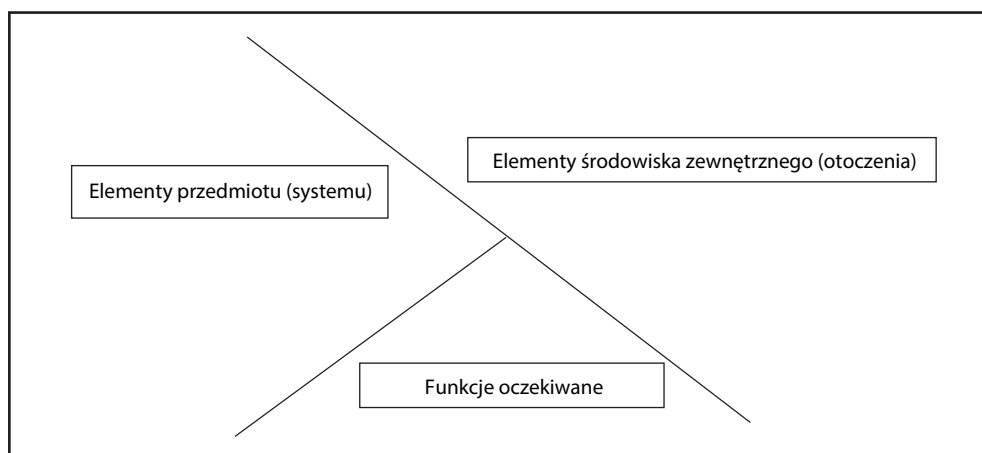 Elementy środowiska zewnętrznego (otoczenia)
Elementy przedmiotu (systemu)
Funkcje oczekiwane